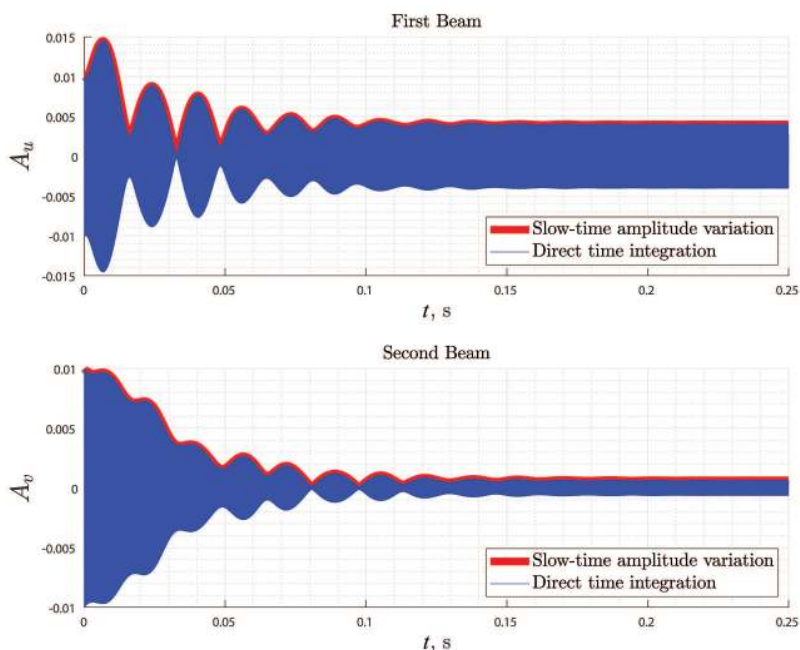 First Beam
0.015
0.01
0.005
0
-0.005
-0.01
-0.015
A_u
Slow-time amplitude variation
Direct time integration
0 0.05 0.1 0.15 0.2 0.25
t, s
Second Beam
0.01
0.005
0
-0.005
-0.01
A_v
Slow-time amplitude variation
Direct time integration
0 0.05 0.1 0.15 0.2 0.25
t, s